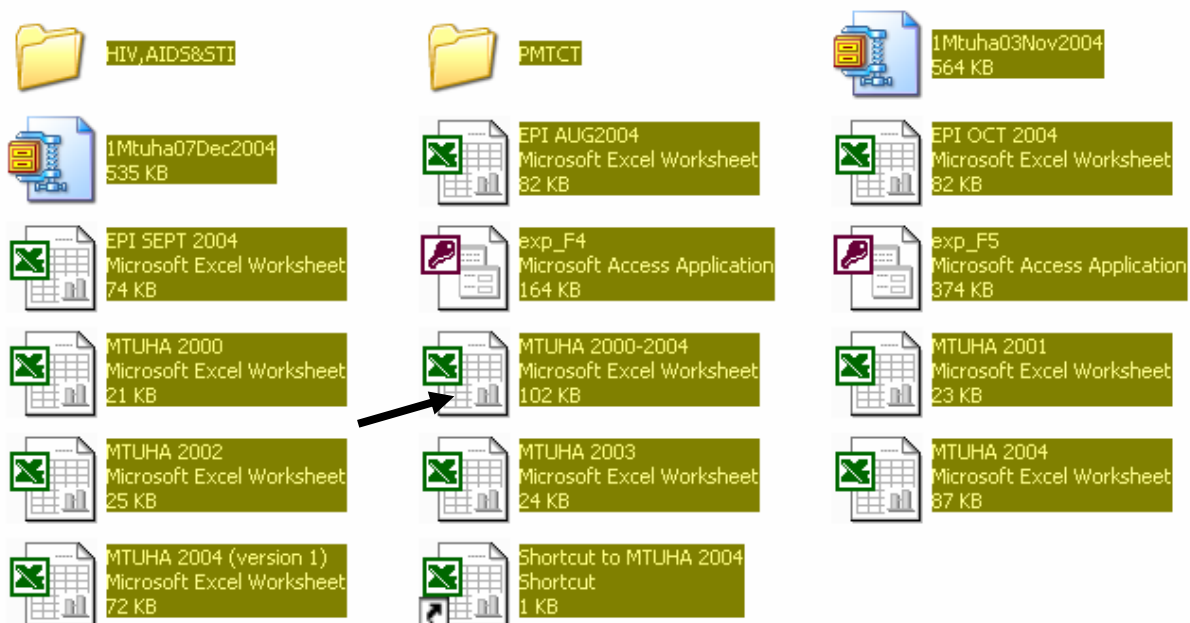 HIV,AIDS&STI
PMTCT
1Mtuha03Nov2004
564 KB
1Mtuha07Dec2004
535 KB
EPI AUG2004
Microsoft Excel Worksheet
82 KB
EPI OCT 2004
Microsoft Excel Worksheet
82 KB
EPI SEPT 2004
Microsoft Excel Worksheet
74 KB
exp_F4
Microsoft Access Application
164 KB
exp_F5
Microsoft Access Application
374 KB
MTUHA 2000
Microsoft Excel Worksheet
21 KB
MTUHA 2000-2004
Microsoft Excel Worksheet
102 KB
MTUHA 2001
Microsoft Excel Worksheet
23 KB
MTUHA 2002
Microsoft Excel Worksheet
25 KB
MTUHA 2003
Microsoft Excel Worksheet
24 KB
MTUHA 2004
Microsoft Excel Worksheet
87 KB
MTUHA 2004 (version 1)
Microsoft Excel Worksheet
72 KB
Shortcut to MTUHA 2004
Shortcut
1 KB